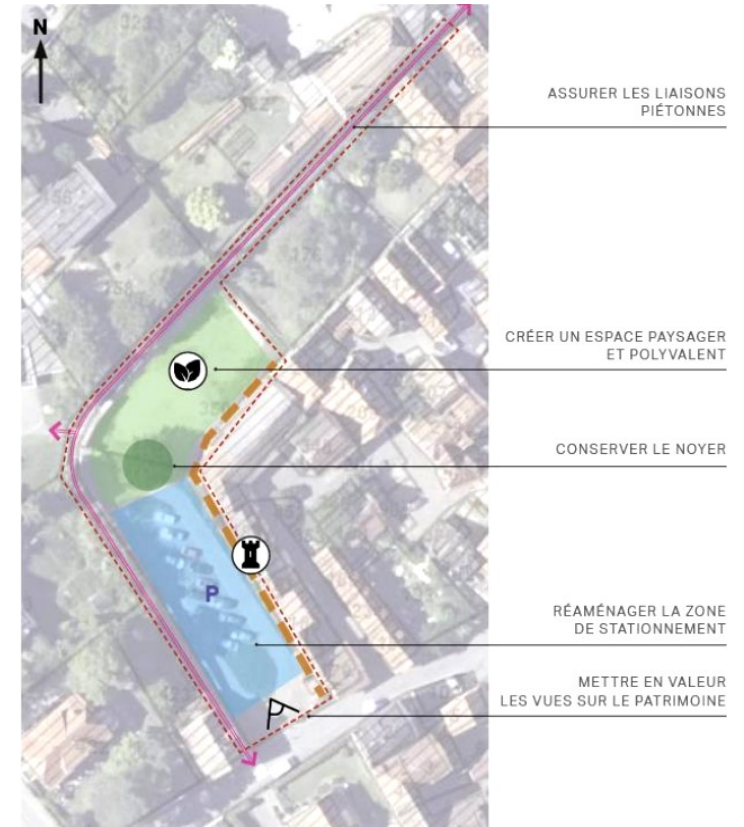 N
ASSURER LES LIAISONS
PIÉTONNES
CRÉER UN ESPACE PAYSAGER
ET POLYVALENT
CONSERVER LE NOYER
P
RÉAMÉNAGER LA ZONE
DE STATIONNEMENT
METTRE EN VALEUR
LES VUES SUR LE PATRIMOINE